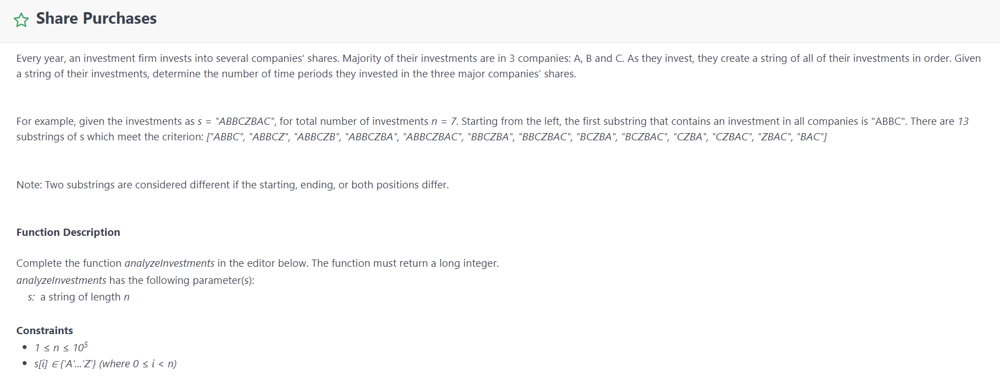 Share Purchases
Every year, an investment firm invests into several companies' shares. Majority of their investments are in 3 companies: A, B and C. As they invest, they create a string of all of their investments in order. Given
a string of their investments, determine the number of time periods they invested in the three major companies' shares.
For example, given the investments as s = "ABBCZBAC", for total number of investments n = 7. Starting from the left, the first substring that contains an investment in all companies is "ABBC". There are 13
substrings of s which meet the criterion: ["ABBC", "ABBCZ", "ABBCZB", "ABBCZBA", "ABBCZBAC", "BBCZBA", "BBCZBAC", "BCZBA", "BCZBAC", "CZBA", "CZBAC", "ZBAC", "BAC"]
Note: Two substrings are considered different if the starting, ending, or both positions differ.
Function Description
Complete the function analyzeInvestments in the editor below. The function must return a long integer.
analyzeInvestments has the following parameter(s):
s: a string of length n
Constraints
• 1 ≤ n ≤ 10⁵
• s[i] ∈ {'A'...'Z'} (where 0 ≤ i < n)